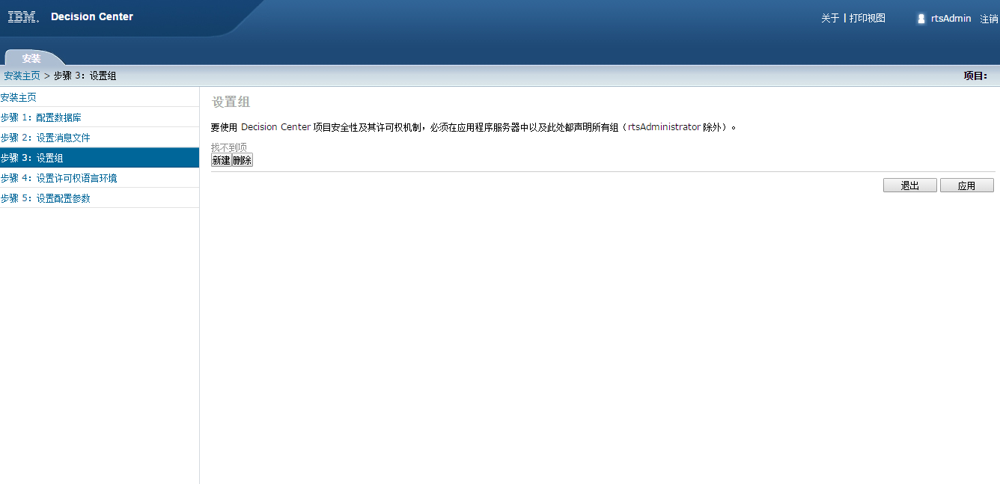 IBM. Decision Center
关于 | 打印视图 rtsAdmin 注销
安装
安装主页 > 步骤 3：设置组 项目：
安装主页
步骤 1：配置数据库
步骤 2：设置消息文件
步骤 3：设置组
步骤 4：设置许可权语言环境
步骤 5：设置配置参数
设置组
要使用 Decision Center 项目安全性及其许可权机制，必须在应用程序服务器中以及此处都声明所有组（rtsAdministrator 除外）。
找不到项
新建 删除
退出 应用